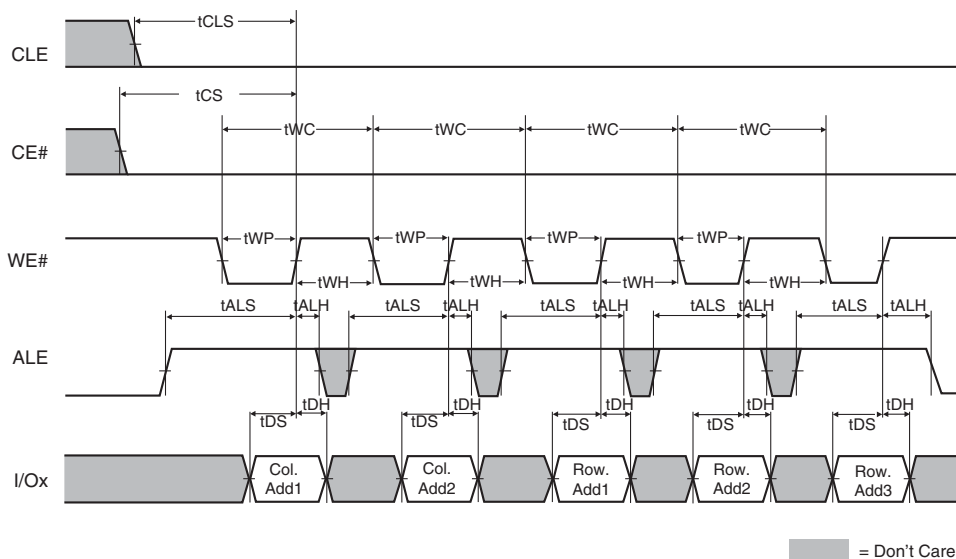 tCLS
CLE
tCS
tWC tWC tWC tWC
CE#
tWP tWP tWP tWP
WE#
tWH tWH tWH tWH
tALS tALH tALS tALH tALS tALH tALS tALH tALS tALH
ALE
tDH tDH tDH tDH tDH
tDS tDS tDS tDS tDS
I/Ox
Col. Col. Row. Row. Row.
Add1 Add2 Add1 Add2 Add3
= Don't Care